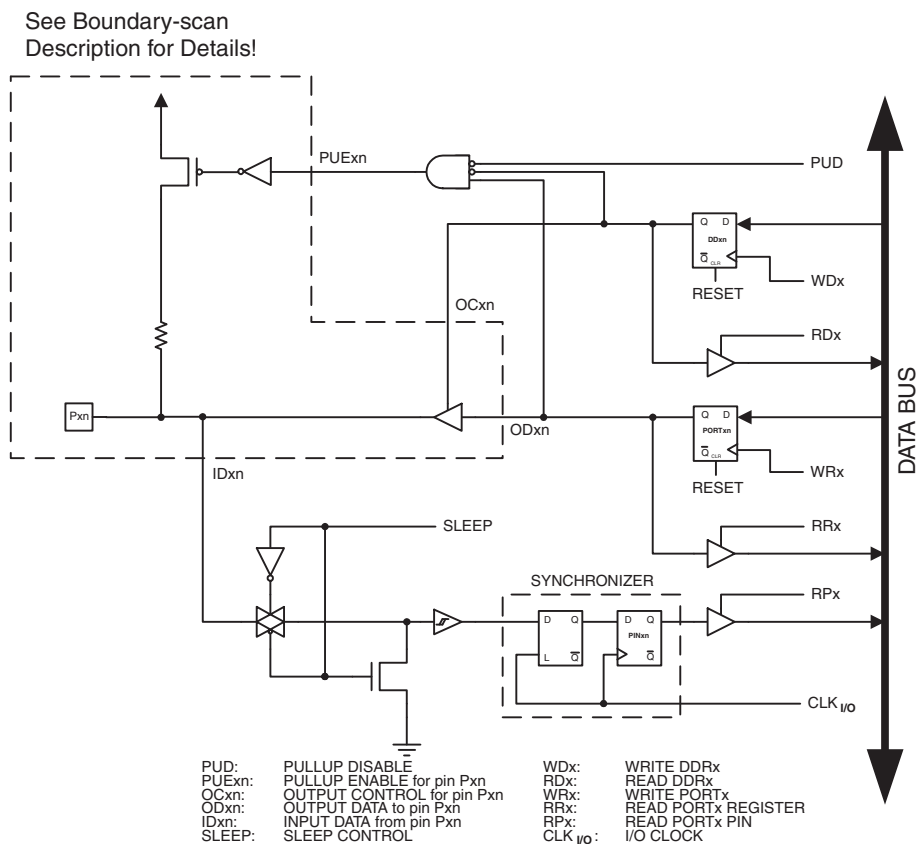 See Boundary-scan
Description for Details!
PUExn
PUD
Q D
DDxn
Q CLR
WDx
RESET
OCxn
RDx
Pxn
ODxn
Q D
PORTxn
Q CLR
WRx
RESET
IDxn
DATA BUS
SLEEP
RRx
SYNCHRONIZER
RPx
D Q
L Q
D Q
PINxn
Q
CLK I/O
PUD: PULLUP DISABLE
PUExn: PULLUP ENABLE for pin Pxn
OCxn: OUTPUT CONTROL for pin Pxn
ODxn: OUTPUT DATA to pin Pxn
IDxn: INPUT DATA from pin Pxn
SLEEP: SLEEP CONTROL
WDx: WRITE DDRx
RDx: READ DDRx
WRx: WRITE PORTx
RRx: READ PORTx REGISTER
RPx: READ PORTx PIN
CLK I/O: I/O CLOCK